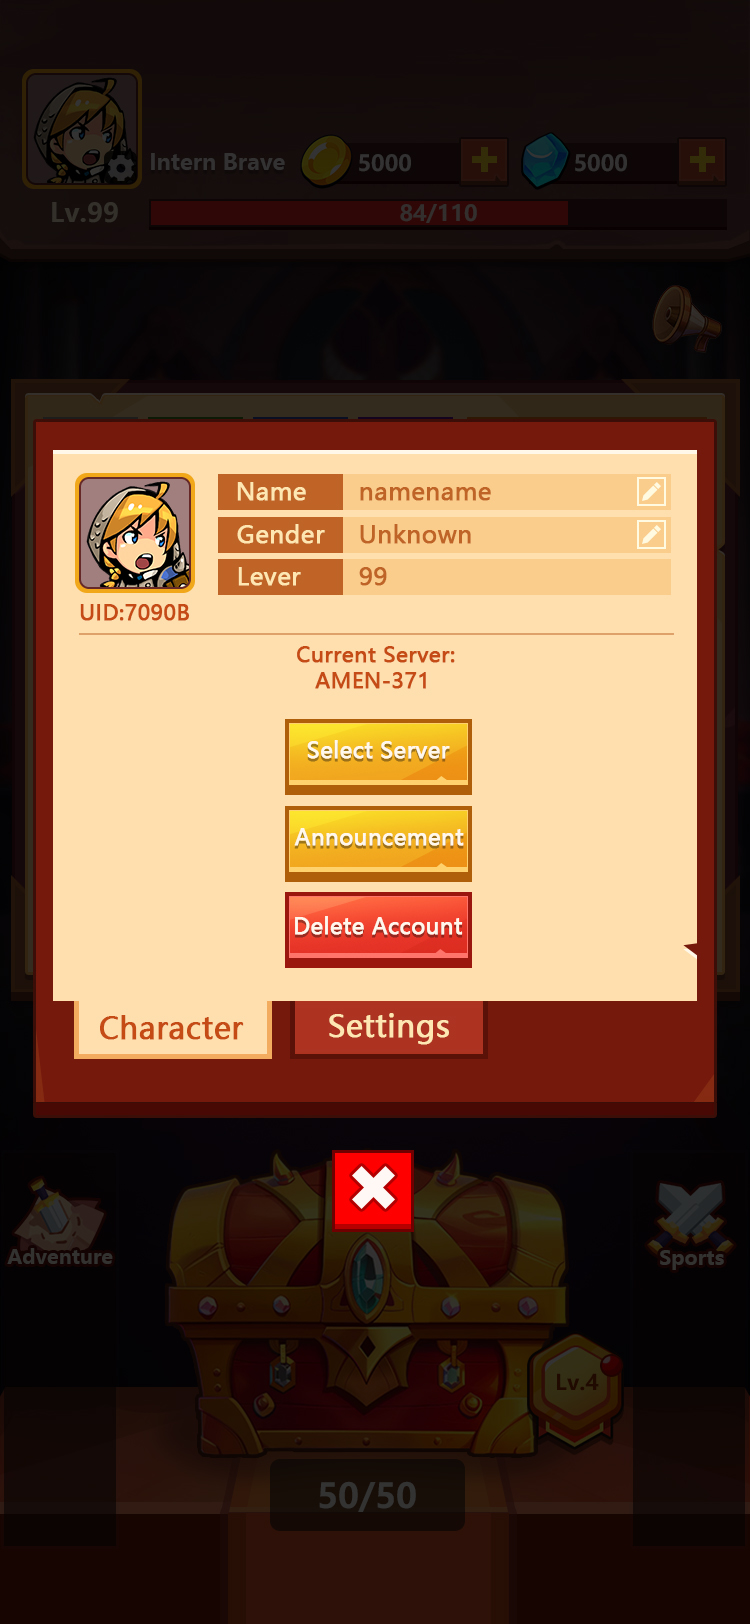 Intern Brave
5000
5000
Lv.99
84/110
Name
namename
Gender
Unknown
Lever
99
UID:7090B
Current Server:
AMEN-371
Select Server
Announcement
Delete Account
Character
Settings
Adventure
Sports
Lv.4
50/50